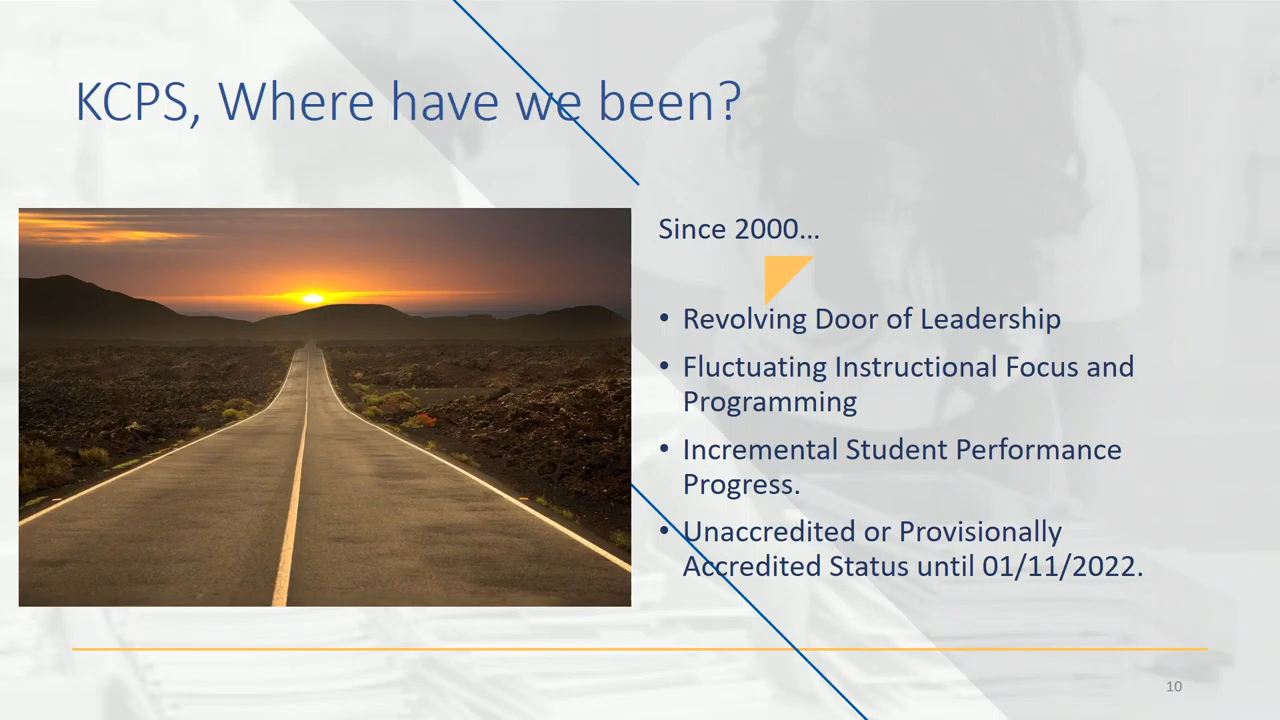 KCPS, Where have we been?
Since 2000…
• Revolving Door of Leadership
• Fluctuating Instructional Focus and
Programming
• Incremental Student Performance
Progress.
• Unaccredited or Provisionally
Accredited Status until 01/11/2022.
10